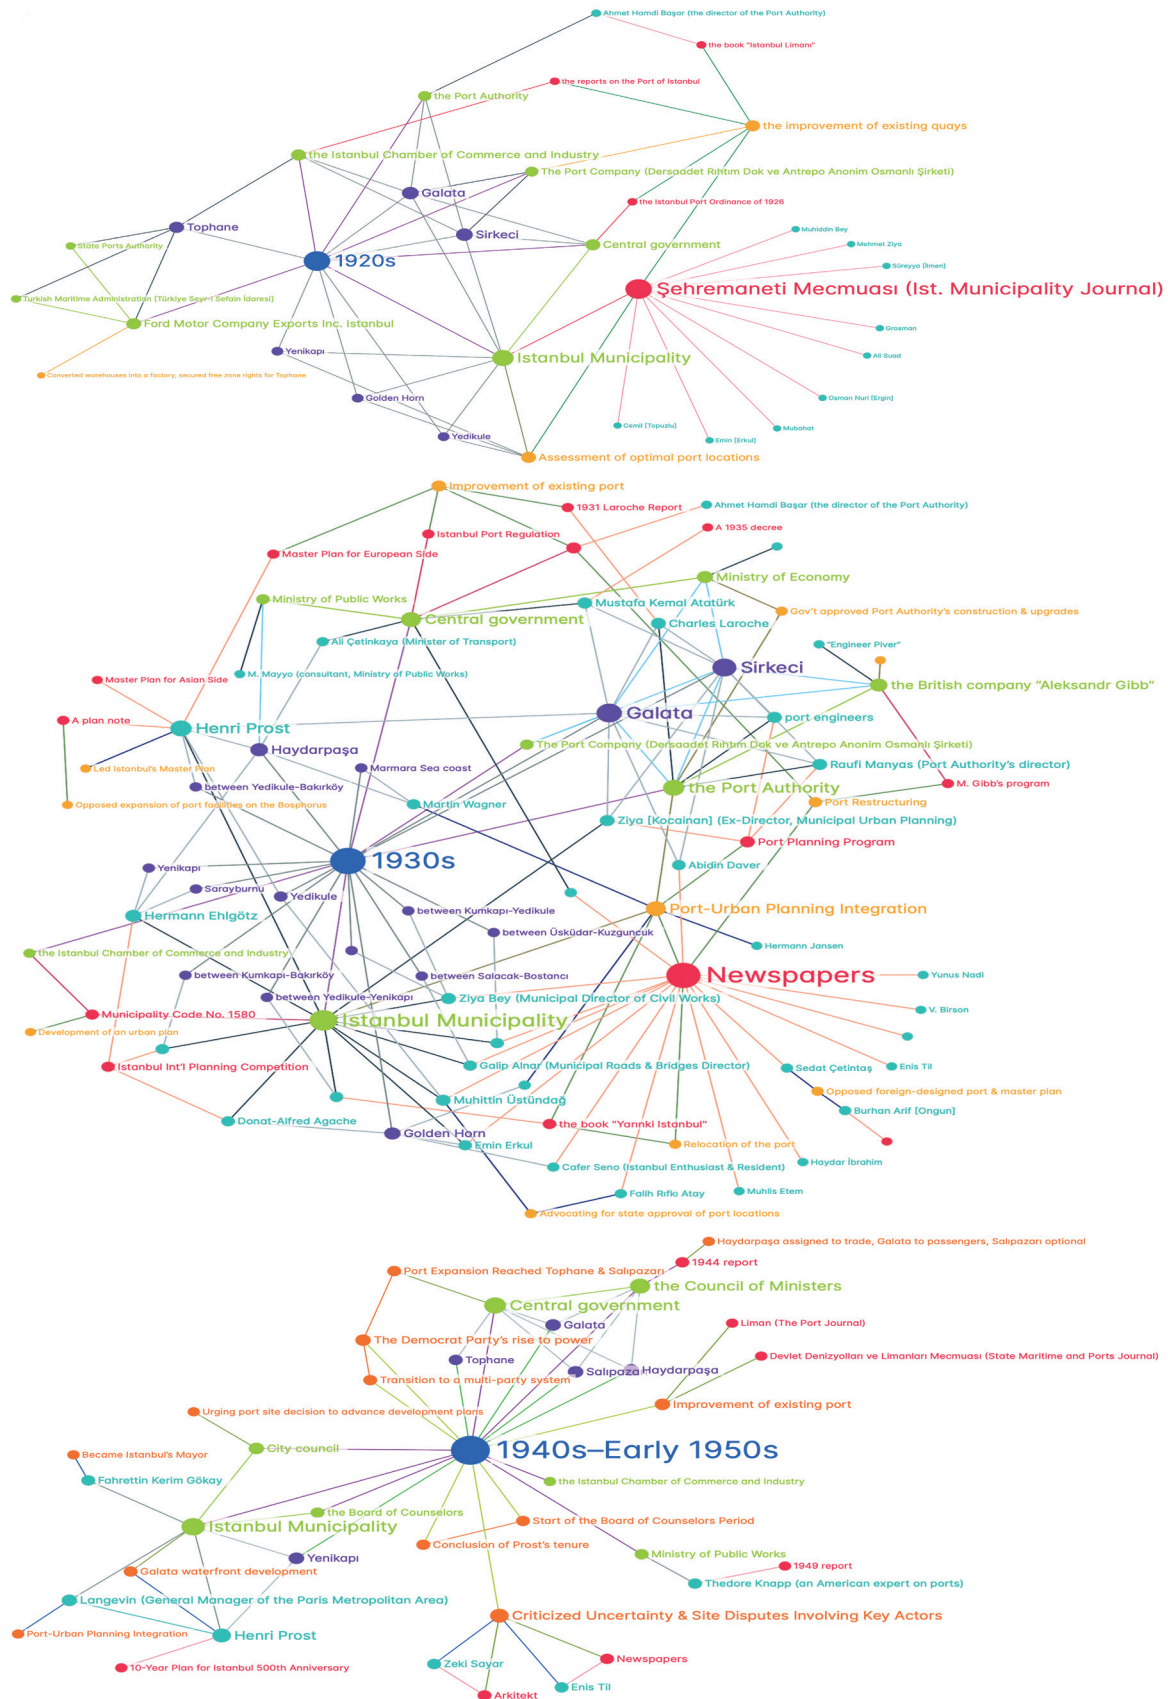 Ahmet Hamdi Başar (the director of the Port Authority)
the book "Istanbul Limanı"
the reports on the Port of Istanbul
the Port Authority
the improvement of existing quays
the Istanbul Chamber of Commerce and Industry
The Port Company (Dersaadet Rıhtım Dok ve Antrepo Anonim Osmanlı Şirketi)
Galata
the Istanbul Port Ordinance of 1926
Tophane
Muhiddin Bey
Sirkeci
State Ports Authority
Central government
Mehmet Ziya
1920s
Süreyya [İlmen]
Şehremaneti Mecmuası (Ist. Municipality Journal)
Turkish Maritime Administration [Türkiye Seyr-i Sefain İdaresi]
Ford Motor Company Exports Inc. Istanbul
Grosman
Yenikapı
Istanbul Municipality
Ali Suad
Converted warehouses into a factory, secured free zone rights for Tophane
Golden Horn
Osman Nuri [Ergin]
Cemil [Topuzlu]
Mubahat
Yedikule
Emin [Erkul]
Assessment of optimal port locations
Improvement of existing port
1931 Laroche Report
Ahmet Hamdi Başar (the director of the Port Authority)
A 1935 decree
Istanbul Port Regulation
Master Plan for European Side
Ministry of Economy
Ministry of Public Works
Mustafa Kemal Atatürk
Gov't approved Port Authority's construction & upgrades
Central government
Charles Laroche
Ali Çetinkaya (Minister of Transport)
"Engineer Piver"
Sirkeci
M. Mayyo (consultant, Ministry of Public Works)
Master Plan for Asian Side
the British company "Aleksandr Gibb"
Galata
A plan note
port engineers
Henri Prost
The Port Company (Dersaadet Rıhtım Dok ve Antrepo Anonim Osmanlı Şirketi)
Haydarpaşa
Raufi Manyas (Port Authority's director)
Led Istanbul's Master Plan
Marmara Sea coast
M. Gibb's program
between Yedikule-Bakırköy
the Port Authority
Opposed expansion of port facilities on the Bosphorus
Martin Wagner
Port Restructuring
Ziya [Kocainan] (Ex-Director, Municipal Urban Planning)
Port Planning Program
1930s
Abidin Daver
Yenikapı
Sarayburnu
Yedikule
Hermann Ehlgötz
between Kumkapı-Yedikule
Port-Urban Planning Integration
between Üsküdar-Kuzguncuk
Hermann Jansen
the Istanbul Chamber of Commerce and Industry
between Kumkapı-Bakırköy
between Salacak-Bostancı
Newspapers
Yunus Nadi
between Yedikule-Yenikapı
Ziya Bey (Municipal Director of Civil Works)
V. Birson
Municipality Code No. 1580
Istanbul Municipality
Development of an urban plan
Istanbul Int'l Planning Competition
Galip Alnar (Municipal Roads & Bridges Director)
Sedat Çetintaş
Enis Til
Opposed foreign-designed port & master plan
Muhittin Üstündağ
Burhan Arif [Ongun]
Donat-Alfred Agache
the book "Yarınki Istanbul"
Golden Horn
Emin Erkul
Relocation of the port
Cafer Seno (Istanbul Enthusiast & Resident)
Haydar İbrahim
Falih Rıfkı Atay
Muhlis Etem
Advocating for state approval of port locations
Haydarpaşa assigned to trade, Galata to passengers, Salıpazarı optional
1944 report
Port Expansion Reached Tophane & Salıpazarı
the Council of Ministers
Central government
Galata
Liman (The Port Journal)
The Democrat Party's rise to power
Tophane
Devlet Denizyolları ve Limanları Mecmuası (State Maritime and Ports Journal)
Salıpazarı
Haydarpaşa
Transition to a multi-party system
Improvement of existing port
Urging port site decision to advance development plans
City council
1940s–Early 1950s
Became Istanbul's Mayor
Fahrettin Kerim Gökay
the Istanbul Chamber of Commerce and Industry
the Board of Counselors
Start of the Board of Counselors Period
Istanbul Municipality
Conclusion of Prost's tenure
Yenikapı
Ministry of Public Works
Galata waterfront development
1949 report
Thedore Knapp (an American expert on ports)
Langevin (General Manager of the Paris Metropolitan Area)
Criticized Uncertainty & Site Disputes Involving Key Actors
Port-Urban Planning Integration
Henri Prost
Newspapers
10-Year Plan for Istanbul 500th Anniversary
Zeki Sayar
Enis Til
Arkitekt